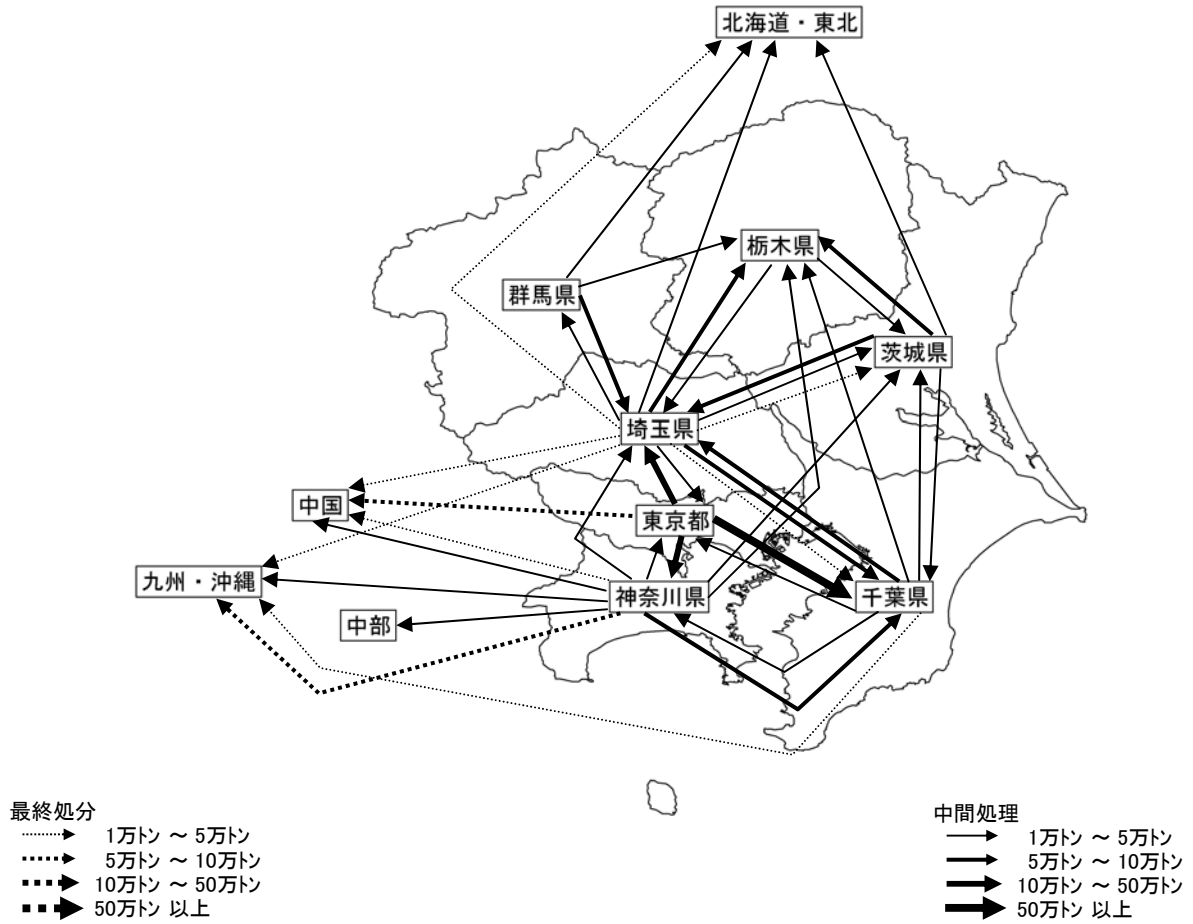 北海道・東北
栃木県
群馬県
茨城県
埼玉県
中国
東京都
九州・沖縄
神奈川県
千葉県
中部
最終処分
1万トン ～ 5万トン
5万トン ～ 10万トン
10万トン ～ 50万トン
50万トン 以上
中間処理
1万トン ～ 5万トン
5万トン ～ 10万トン
10万トン ～ 50万トン
50万トン 以上